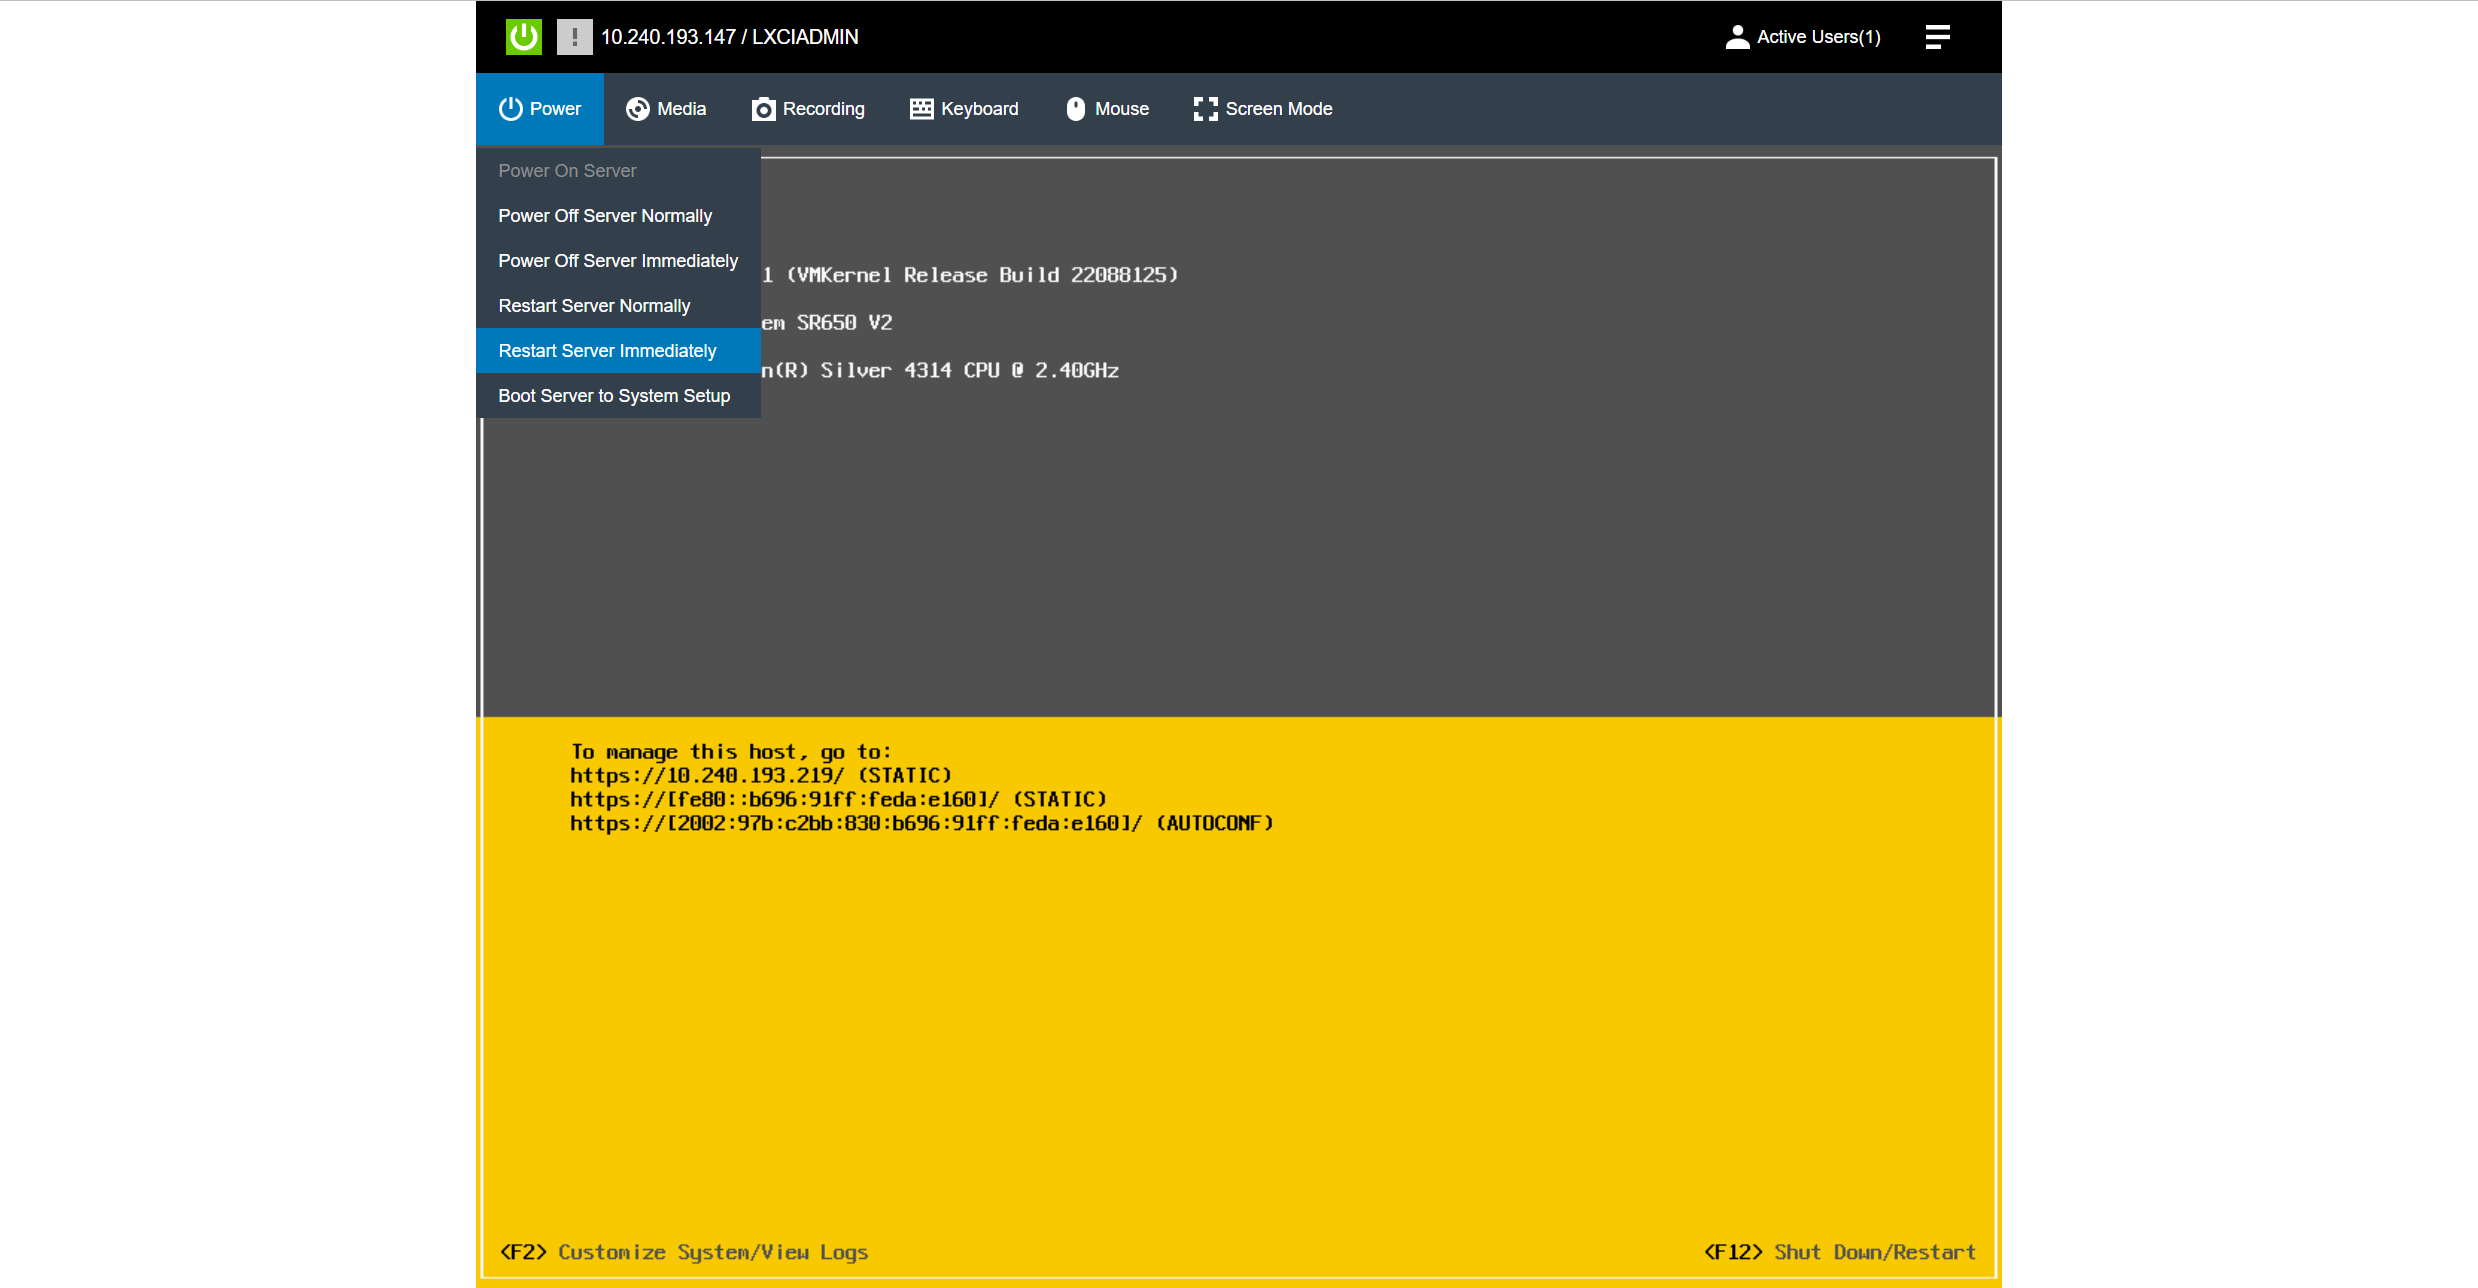 10.240.193.147 / LXCIADMIN
Active Users(1)
Power
Media
Recording
Keyboard
Mouse
Screen Mode
Power On Server
Power Off Server Normally
Power Off Server Immediately
Restart Server Normally
Restart Server Immediately
Boot Server to System Setup
1 (VMKernel Release Build 22088125)
em SR650 V2
n(R) Silver 4314 CPU @ 2.40GHz
To manage this host, go to:
https://10.240.193.219/ (STATIC)
https://[fe80::b696:91ff:feda:e160]/ (STATIC)
https://[2002:97b:c2bb:830:b696:91ff:feda:e160]/ (AUTOCONF)
<F2> Customize System/View Logs
<F12> Shut Down/Restart